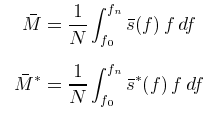 M̄ = 1/N ∫_{f_0}^{f_n} s̄(f) f df
M̄* = 1/N ∫_{f_0}^{f_n} s̄*(f) f df